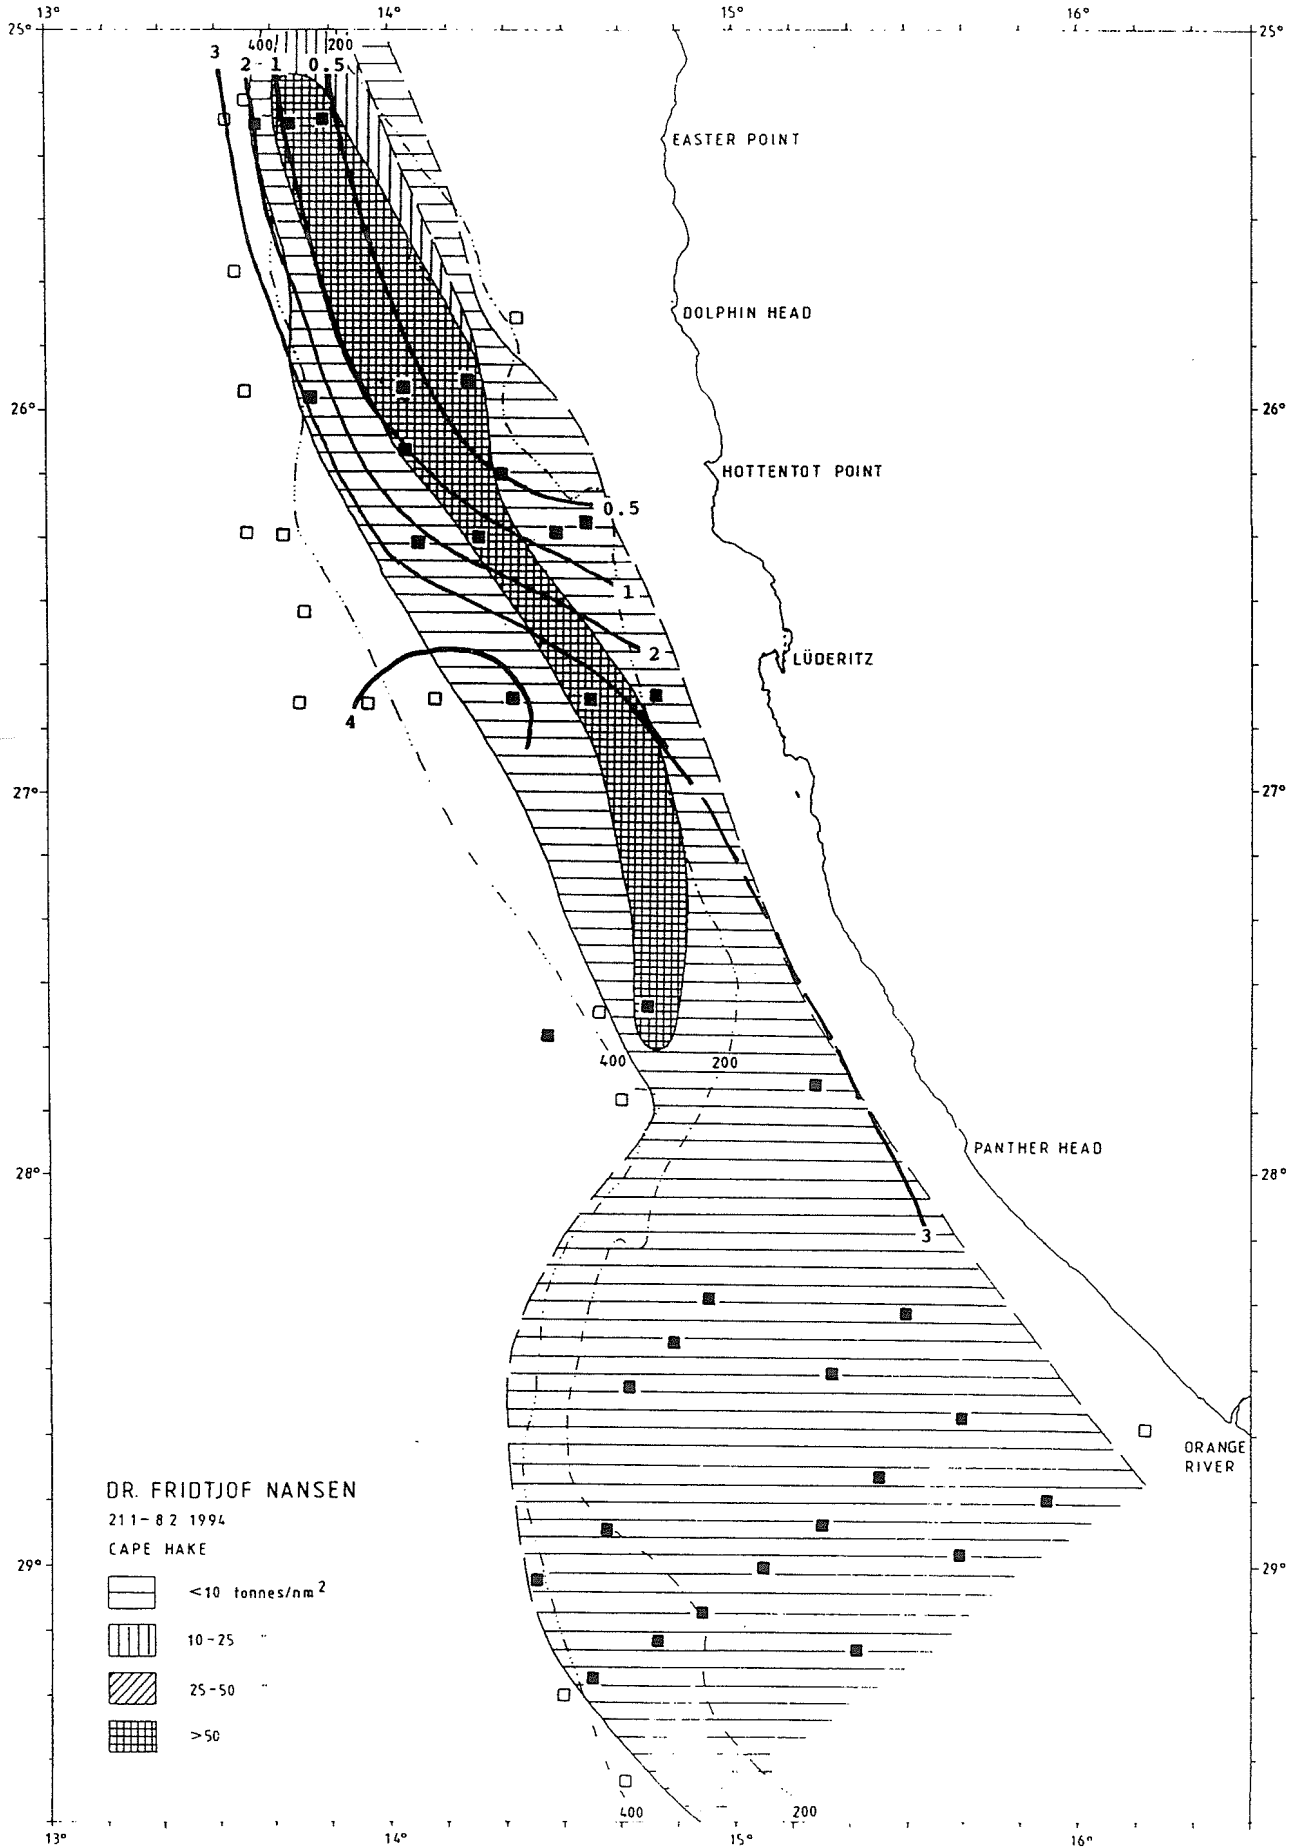 13° 14° 15° 16°
25° 25°
400 200
3 2 1 0.5
EASTER POINT
DOLPHIN HEAD
26° 26°
HOTTENTOT POINT
0.5
1
2
LÜDERITZ
4
27° 27°
400 200
PANTHER HEAD
28° 28°
3
ORANGE
RIVER
DR. FRIDTJOF NANSEN
211-82 1994
CAPE HAKE
29° 29°
<10 tonnes/nm²
10-25 "
25-50 "
>50
400 200
13° 14° 15° 16°